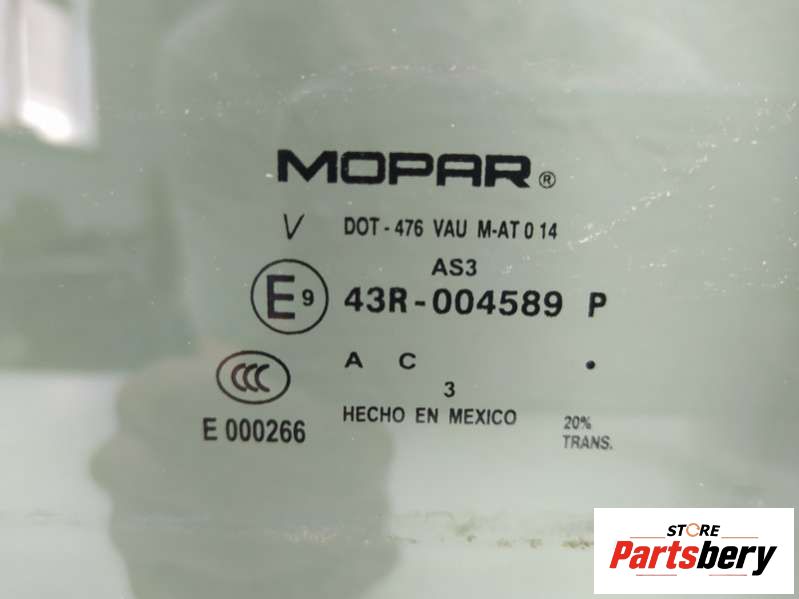 MOPAR®
V DOT-476 VAU M-AT 0 14
AS3
E9 43R-004589 P
A C .
CCC 3
E 000266 HECHO EN MEXICO 20%
TRANS.
STORE
Partsbery